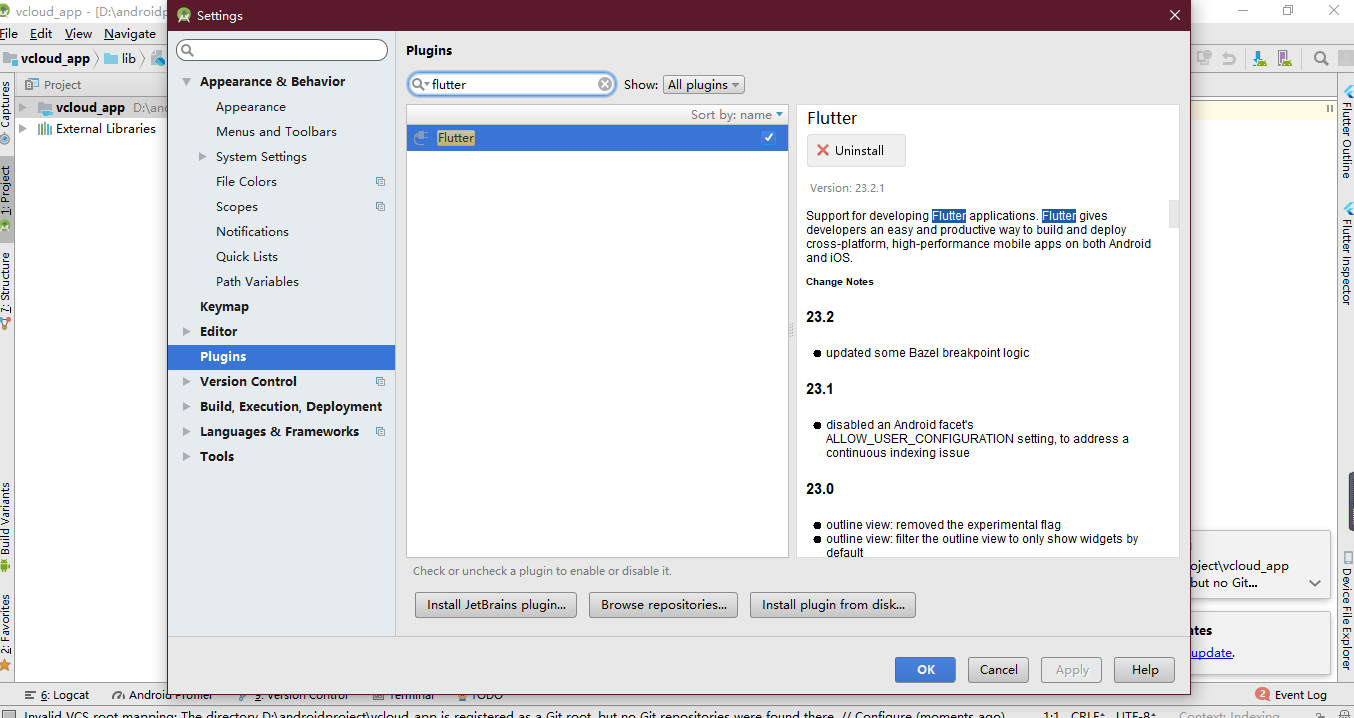 vcloud_app - [D:\androidp
Settings
File Edit View Navigate
vcloud_app lib
Project
vcloud_app D:\an
External Libraries
Captures
1: Project
7: Structure
Build Variants
2: Favorites
Appearance & Behavior
Appearance
Menus and Toolbars
System Settings
File Colors
Scopes
Notifications
Quick Lists
Path Variables
Keymap
Editor
Plugins
Version Control
Build, Execution, Deployment
Languages & Frameworks
Tools
Plugins
flutter
Show: All plugins
Sort by: name
Flutter
Flutter
Uninstall
Version: 23.2.1
Support for developing Flutter applications. Flutter gives
developers an easy and productive way to build and deploy
cross-platform, high-performance mobile apps on both Android
and iOS.
Change Notes
23.2
updated some Bazel breakpoint logic
23.1
disabled an Android facet's
ALLOW_USER_CONFIGURATION setting, to address a
continuous indexing issue
23.0
outline view: removed the experimental flag
outline view: filter the outline view to only show widgets by
default
Check or uncheck a plugin to enable or disable it.
Install JetBrains plugin... Browse repositories... Install plugin from disk...
OK Cancel Apply Help
Flutter Outline
Flutter Inspector
Device File Explorer
oject\vcloud_app
but no Git...
ates
update.
6: Logcat Android Profiler 9: Version Control Terminal TODO
2 Event Log
Invalid VCS root mapping: The directory D:\androidproject\vcloud_app is registered as a Git root, but no Git repositories were found there. // Configure (moments ago) 1:1 CRLF UTF-8 Context: Indexing